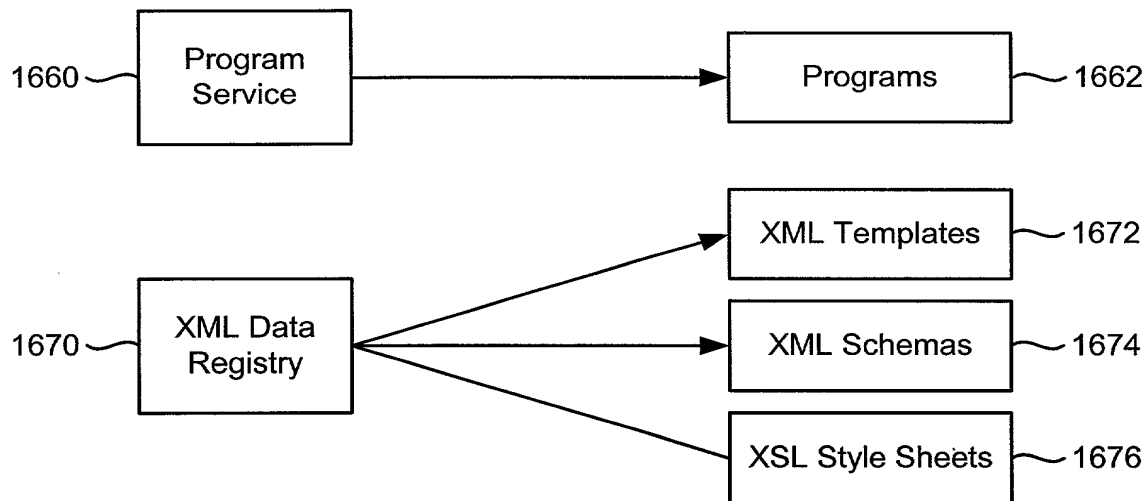 1660
Program
Service
Programs
1662
XML Templates
1672
1670
XML Data
Registry
XML Schemas
1674
XSL Style Sheets
1676